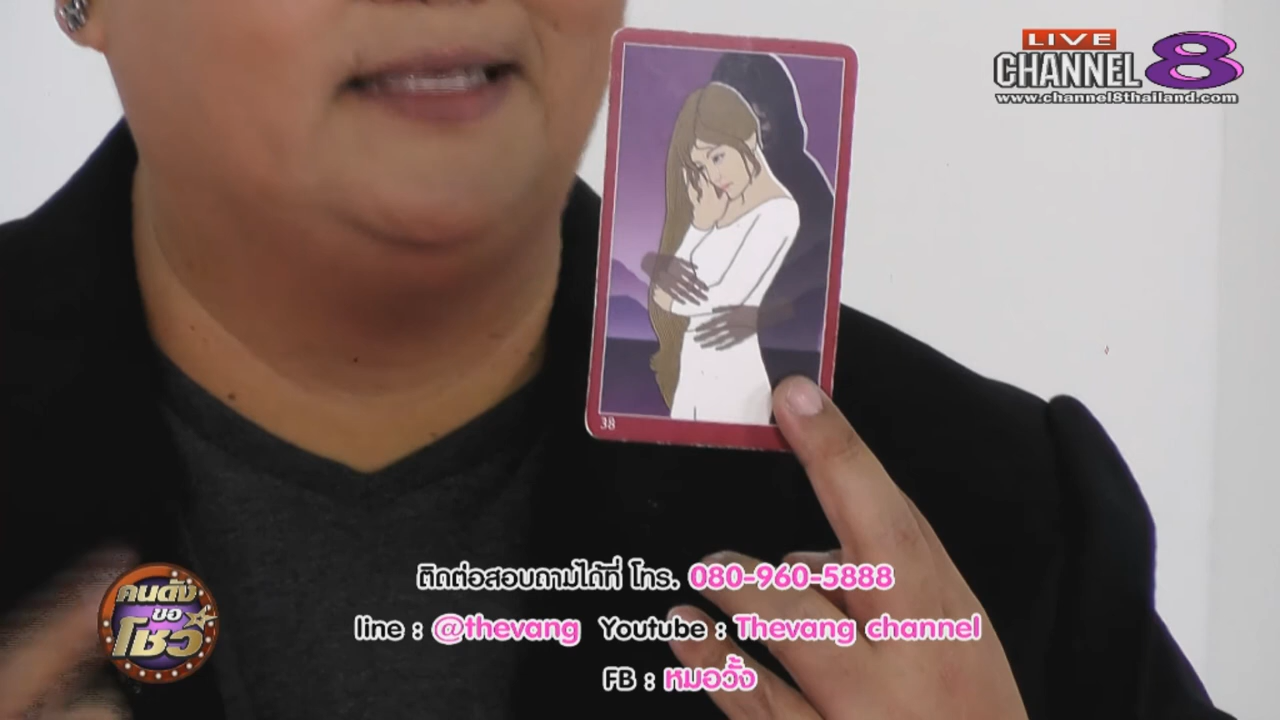 LIVE
CHANNEL 8
www.channel8thailand.com
38
ติดต่อสอบถามได้ที่ โทร. 080-960-5888
line : @thevang Youtube : Thevang channel
FB : หมอวั้ง
คนดัง
ขอ
โชว์